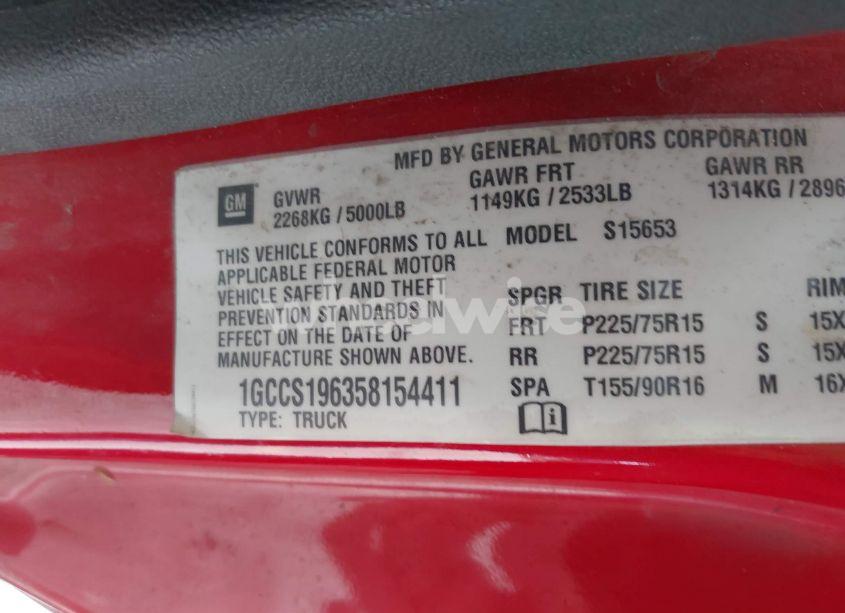 MFD BY GENERAL MOTORS CORPORATION
GM
GVWR GAWR FRT GAWR RR
2268KG / 5000LB 1149KG / 2533LB 1314KG / 2896
THIS VEHICLE CONFORMS TO ALL
APPLICABLE FEDERAL MOTOR
VEHICLE SAFETY AND THEFT
PREVENTION STANDARDS IN
EFFECT ON THE DATE OF
MANUFACTURE SHOWN ABOVE.
1GCCS196358154411
TYPE: TRUCK
MODEL S15653
SPGR TIRE SIZE RIM
FRT P225/75R15 S 15X
RR P225/75R15 S 15X
SPA T155/90R16 M 16X